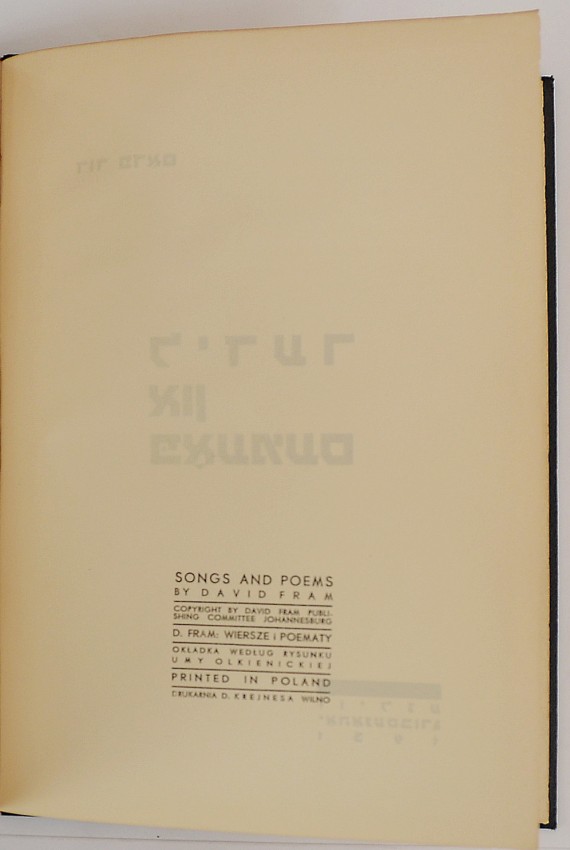 SONGS AND POEMS
BY DAVID FRAM
COPYRIGHT BY DAVID FRAM PUBLI-
SHING COMMITTEE JOHANNESBURG
D. FRAM: WIERSZE I POEMATY
OKŁADKA WEDŁUG RYSUNKU
UMY OLKIENICKIEJ
PRINTED IN POLAND
DRUKARNIA D. KREJNESA WILNO